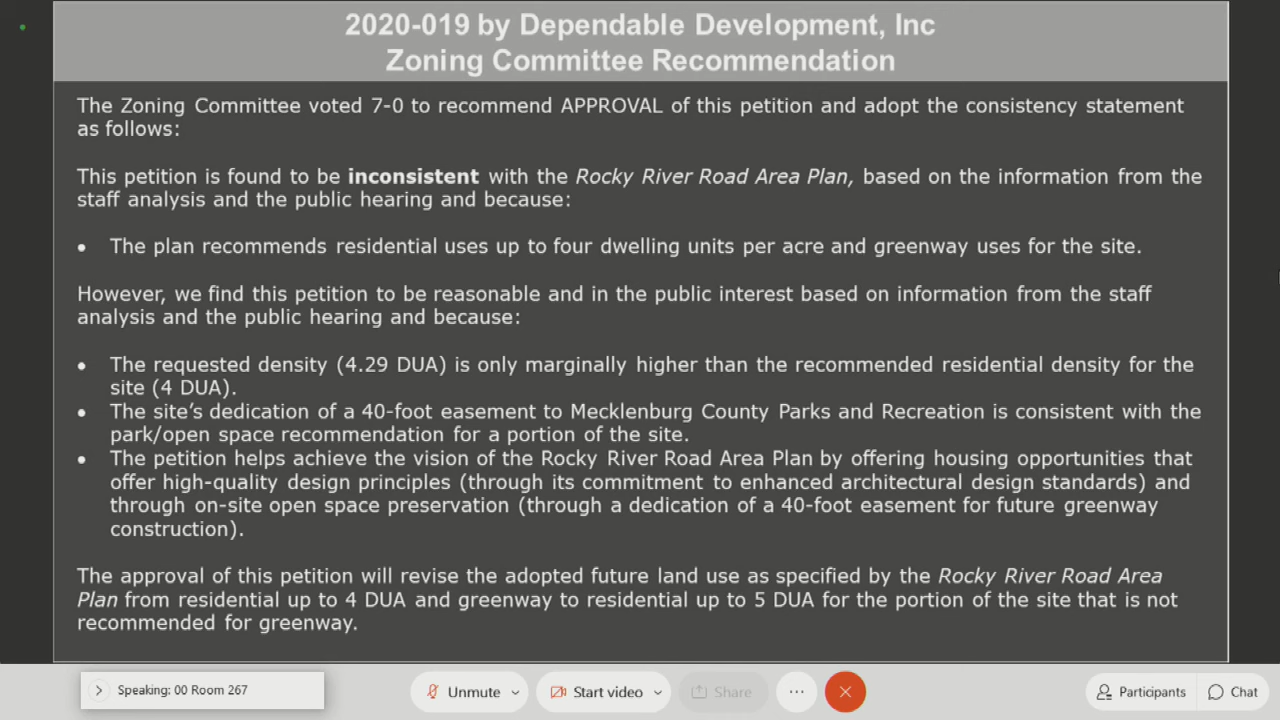 2020-019 by Dependable Development, Inc
Zoning Committee Recommendation
The Zoning Committee voted 7-0 to recommend APPROVAL of this petition and adopt the consistency statement
as follows:
This petition is found to be inconsistent with the Rocky River Road Area Plan, based on the information from the
staff analysis and the public hearing and because:
• The plan recommends residential uses up to four dwelling units per acre and greenway uses for the site.
However, we find this petition to be reasonable and in the public interest based on information from the staff
analysis and the public hearing and because:
• The requested density (4.29 DUA) is only marginally higher than the recommended residential density for the
site (4 DUA).
• The site's dedication of a 40-foot easement to Mecklenburg County Parks and Recreation is consistent with the
park/open space recommendation for a portion of the site.
• The petition helps achieve the vision of the Rocky River Road Area Plan by offering housing opportunities that
offer high-quality design principles (through its commitment to enhanced architectural design standards) and
through on-site open space preservation (through a dedication of a 40-foot easement for future greenway
construction).
The approval of this petition will revise the adopted future land use as specified by the Rocky River Road Area
Plan from residential up to 4 DUA and greenway to residential up to 5 DUA for the portion of the site that is not
recommended for greenway.
Speaking: 00 Room 267
Unmute
Start video
Share
Participants
Chat